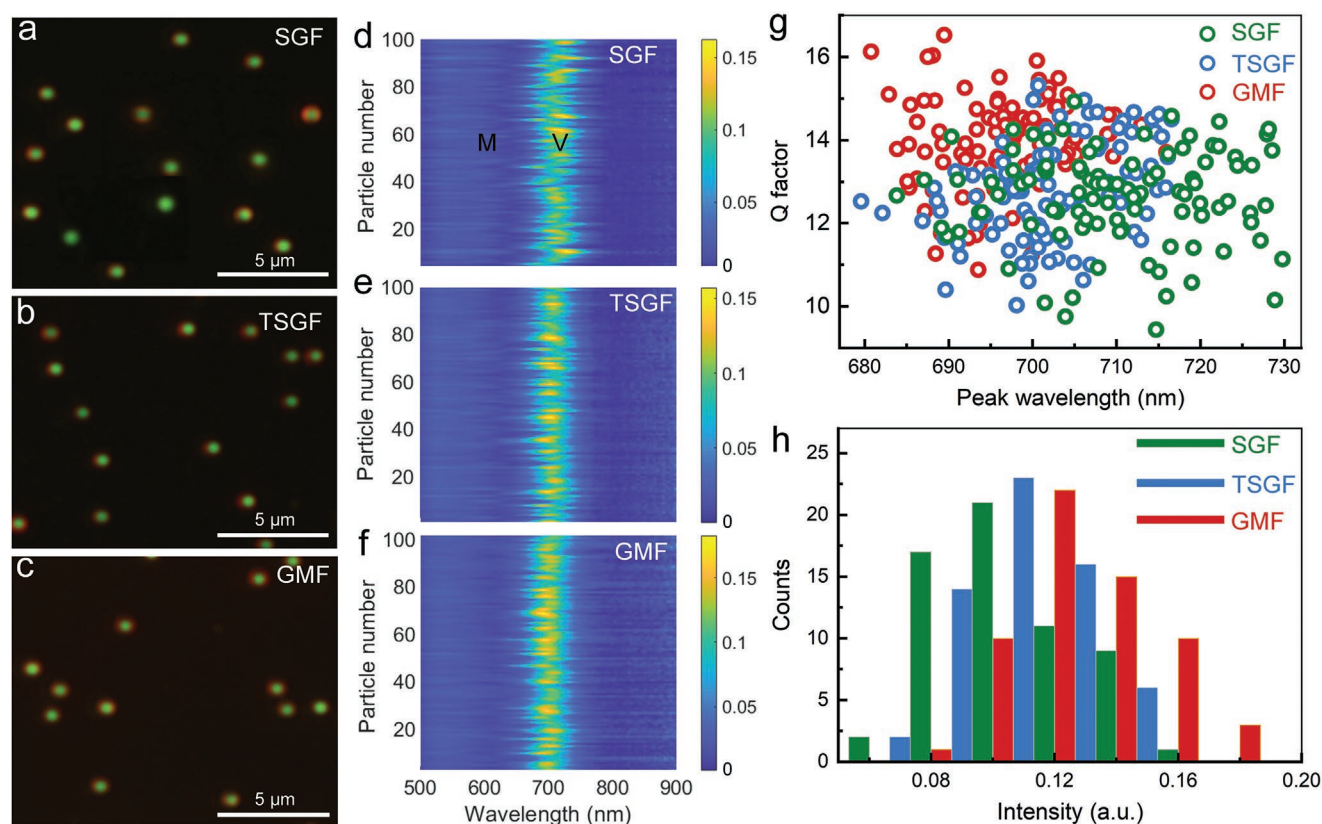 a
SGF
5 μm
b
TSGF
5 μm
c
GMF
5 μm
d
SGF
M
V
Particle number
100
80
60
40
20
0.15
0.1
0.05
0
e
TSGF
Particle number
100
80
60
40
20
0.15
0.1
0.05
0
f
GMF
Particle number
100
80
60
40
20
0.15
0.1
0.05
0
500 600 700 800 900
Wavelength (nm)
g
SGF
TSGF
GMF
Q factor
16
14
12
10
680 690 700 710 720 730
Peak wavelength (nm)
h
SGF
TSGF
GMF
Counts
25
20
15
10
5
0
0.08 0.12 0.16 0.20
Intensity (a.u.)